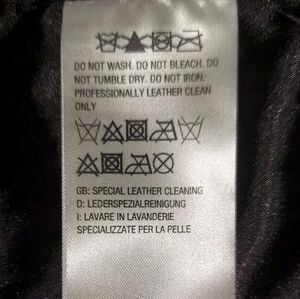 DO NOT WASH. DO NOT BLEACH. DO
NOT TUMBLE DRY. DO NOT IRON.
PROFESSIONALLY LEATHER CLEAN
ONLY
GB: SPECIAL LEATHER CLEANING
D: LEDERSPEZIALREINIGUNG
I: LAVARE IN LAVANDERIE
SPECIALIZZATE PER LA PELLE